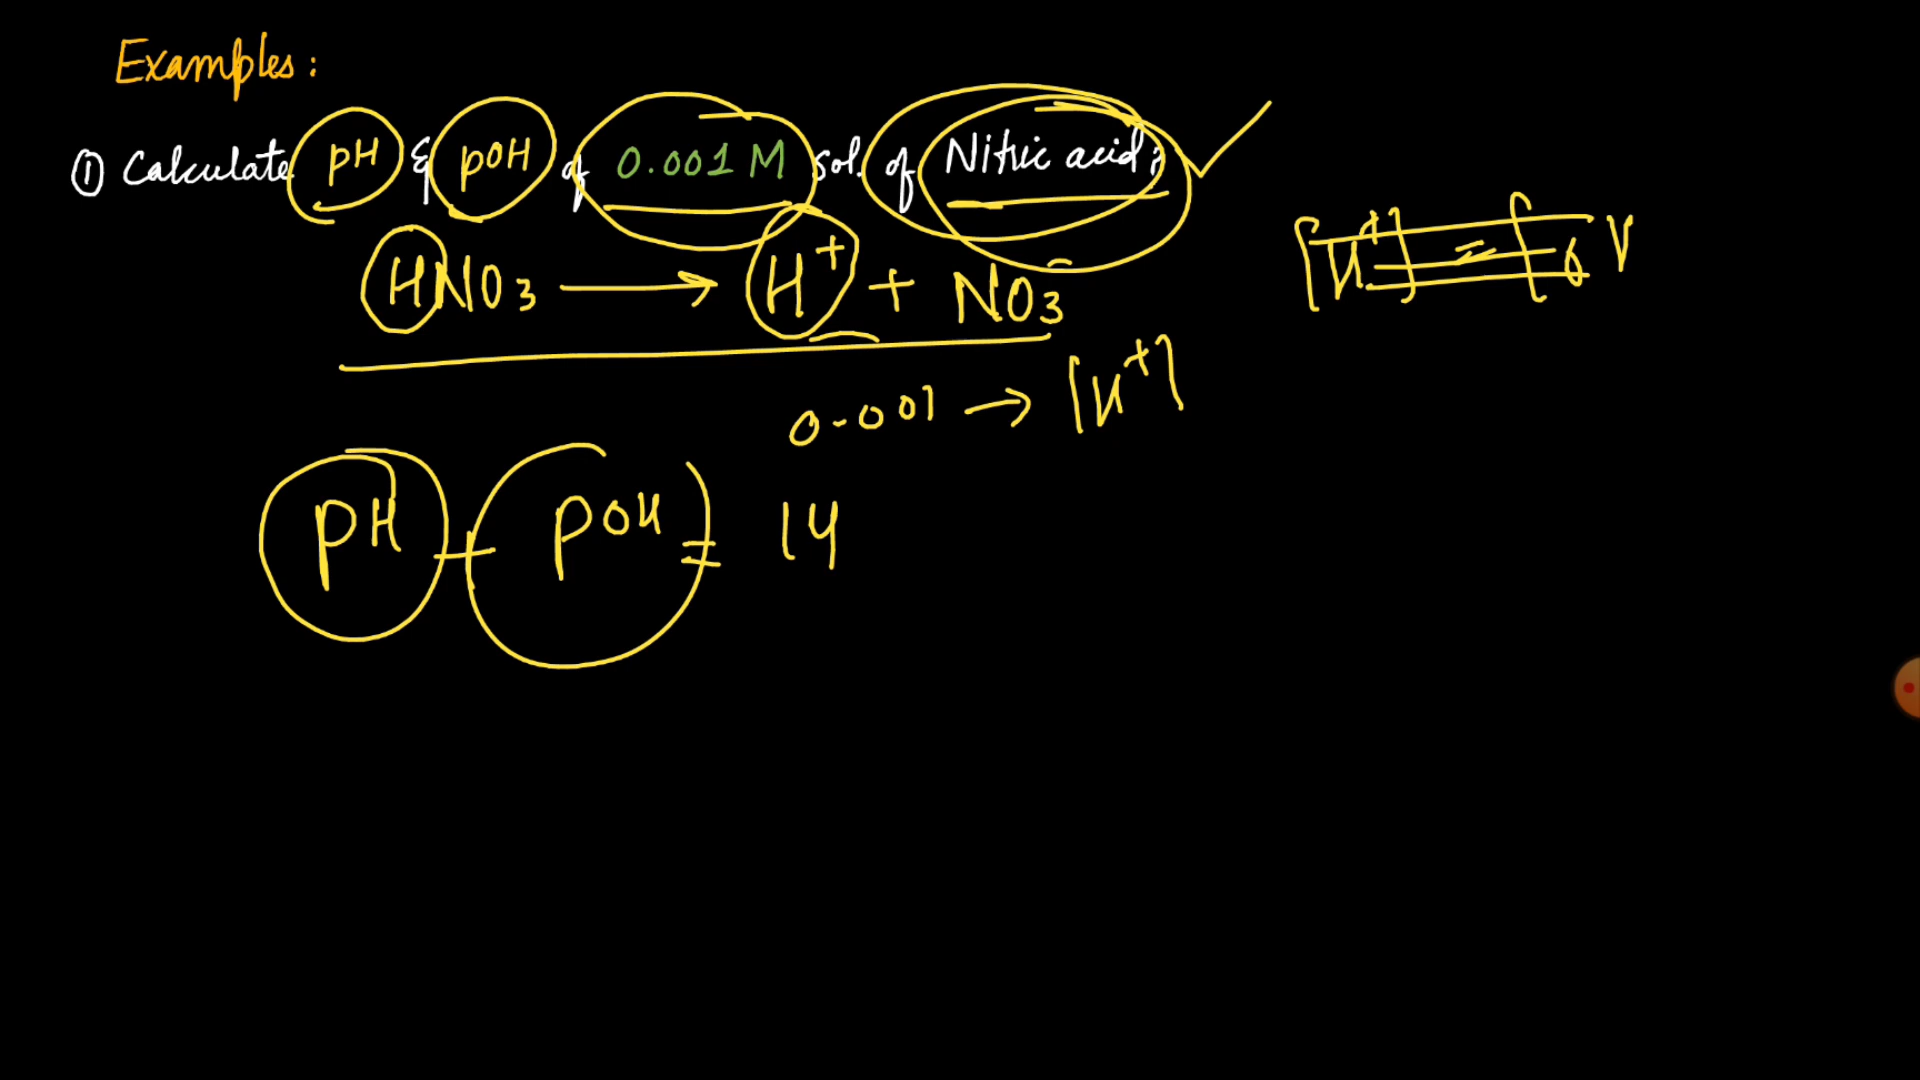 Examples:
① Calculate pH & pOH of 0.001 M sol. of Nitric acid;
HNO3 ⟶ H+ + NO3-
0.001 → [H+]
pH + pOH = 14